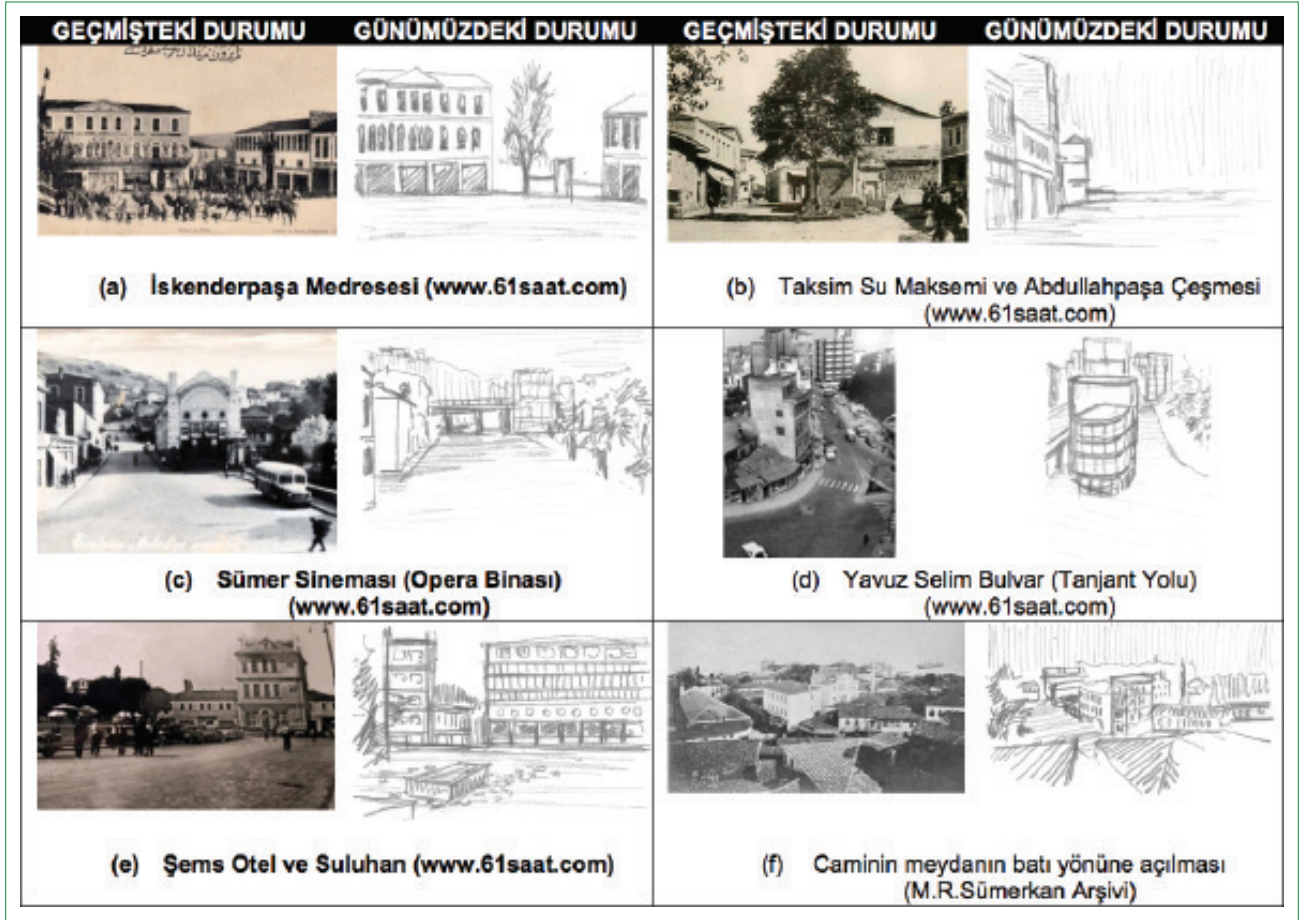 GEÇMİŞTEKİ DURUMU GÜNÜMÜZDEKİ DURUMU GEÇMİŞTEKİ DURUMU GÜNÜMÜZDEKİ DURUMU
(a) İskenderpaşa Medresesi (www.61saat.com)
(b) Taksim Su Maksemi ve Abdullahpaşa Çeşmesi
(www.61saat.com)
(c) Sümer Sineması (Opera Binası)
(www.61saat.com)
(d) Yavuz Selim Bulvar (Tanjant Yolu)
(www.61saat.com)
(e) Şems Otel ve Suluhan (www.61saat.com)
(f) Caminin meydanın batı yönüne açılması
(M.R.Sümerkan Arşivi)